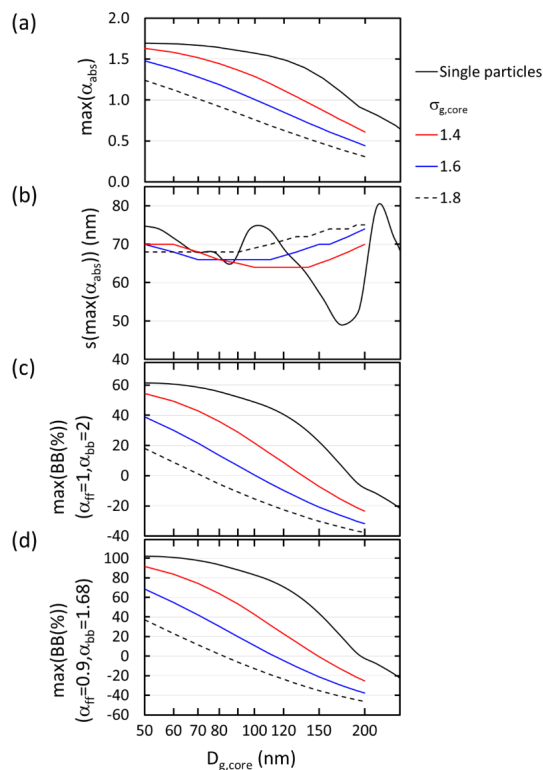 (a)
2.0
1.5
1.0
0.5
0.0
max(α_abs)
Single particles
σ_g,core
1.4
1.6
1.8
(b)
80
70
60
50
40
s(max(α_abs)) (nm)
(c)
60
40
20
0
-20
-40
max(BB(%))
(α_ff=1,α_bb=2)
(d)
100
80
60
40
20
0
-20
-40
-60
max(BB(%))
(α_ff=0.9,α_bb=1.68)
50 60 70 80 100 120 150 200
D_g,core (nm)